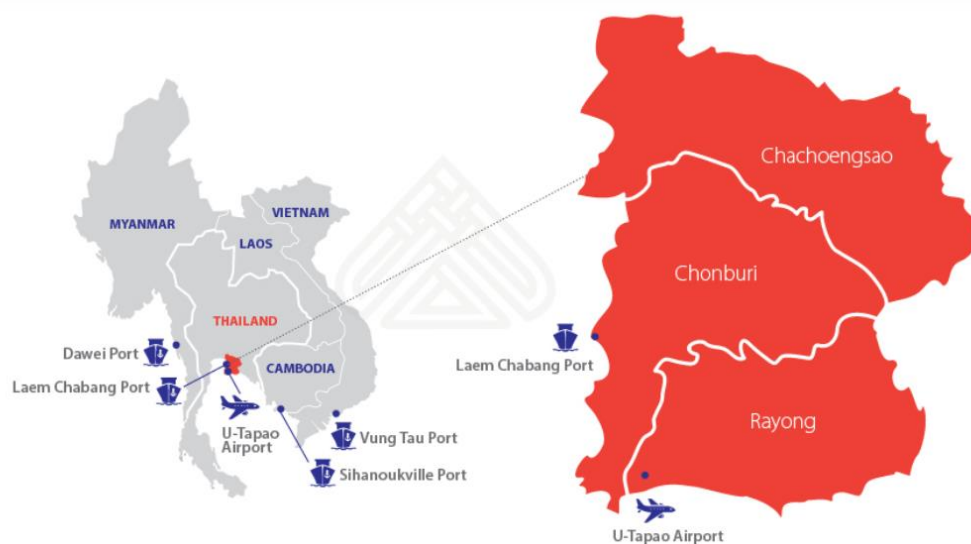 MYANMAR
VIETNAM
LAOS
THAILAND
CAMBODIA
Dawei Port
Laem Chabang Port
U-Tapao
Airport
Vung Tau Port
Sihanoukville Port
Chachoengsao
Chonburi
Laem Chabang Port
Rayong
U-Tapao Airport